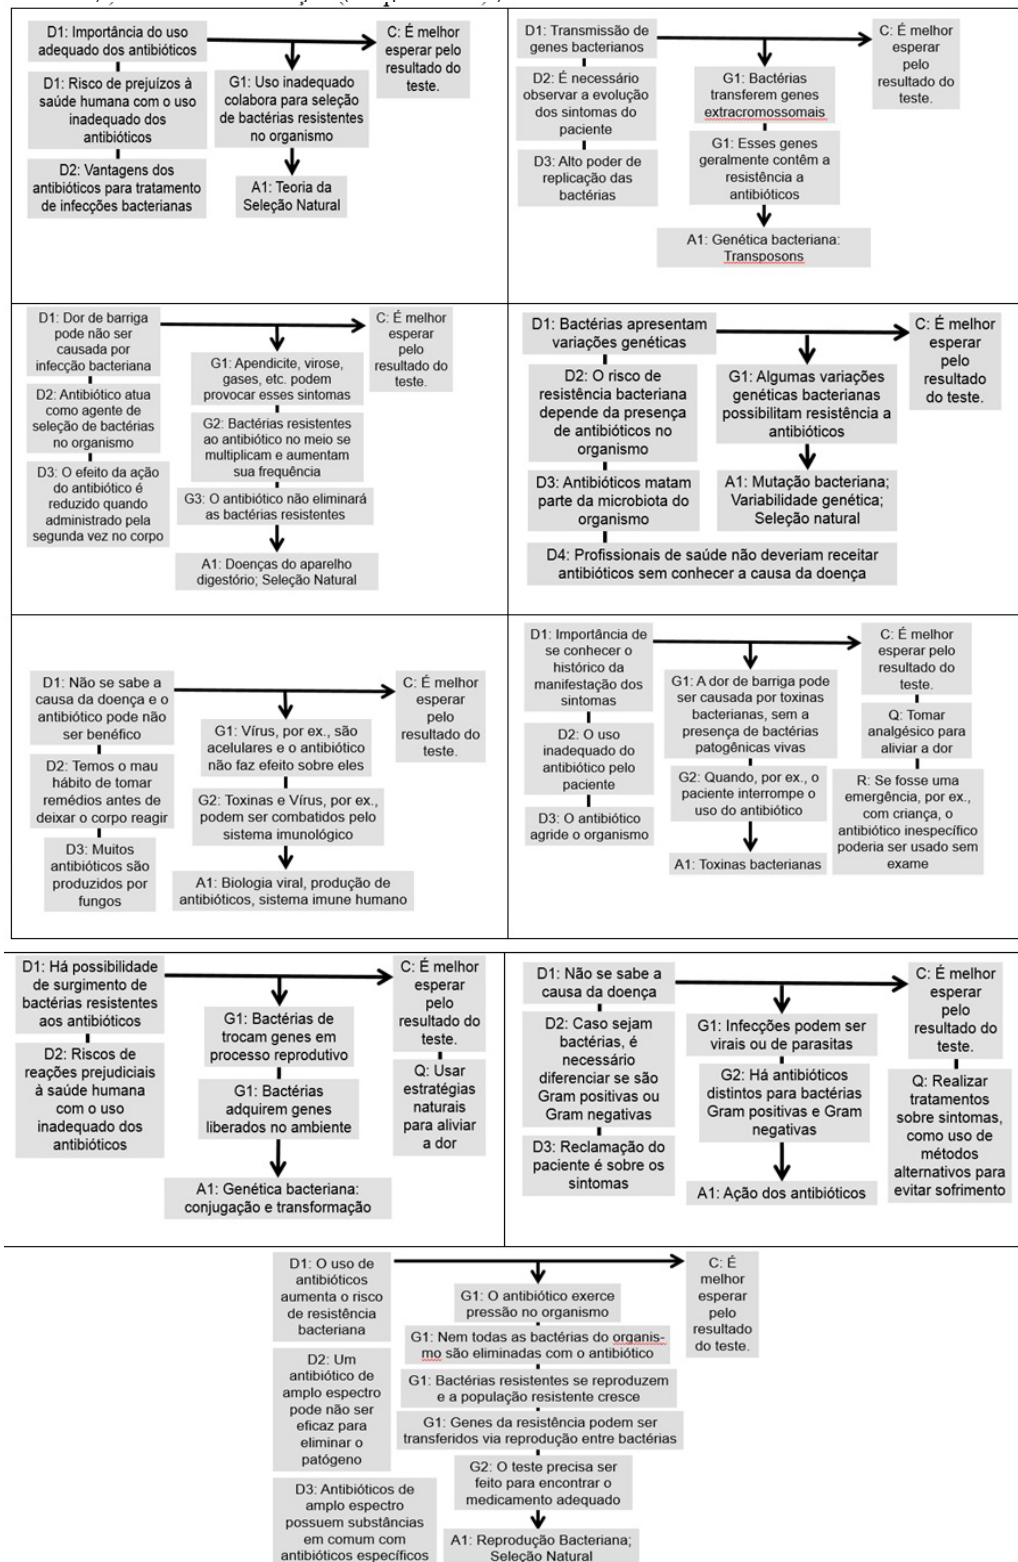 D1: Importância do uso
adequado dos antibióticos
D1: Risco de prejuízos à
saúde humana com o uso
inadequado dos
antibióticos
D2: Vantagens dos
antibióticos para tratamento
de infecções bacterianas
G1: Uso inadequado
colabora para seleção
de bactérias resistentes
no organismo
A1: Teoria da
Seleção Natural
C: É melhor
esperar pelo
resultado do
teste.
D1: Transmissão de
genes bacterianos
D2: É necessário
observar a evolução
dos sintomas do
paciente
D3: Alto poder de
replicação das
bactérias
G1: Bactérias
transferem genes
extracromossomais
G1: Esses genes
geralmente contêm a
resistência a
antibióticos
A1: Genética bacteriana:
Transposons
C: É melhor
esperar
pelo
resultado do
teste.
D1: Dor de barriga
pode não ser
causada por
infecção bacteriana
D2: Antibiótico atua
como agente de
seleção de bactérias
no organismo
D3: O efeito da ação
do antibiótico é
reduzido quando
administrado pela
segunda vez no corpo
G1: Apendicite, virose,
gases, etc. podem
provocar esses sintomas
G2: Bactérias resistentes
ao antibiótico no meio se
multiplicam e aumentam
sua frequência
G3: O antibiótico não eliminará
as bactérias resistentes
A1: Doenças do aparelho
digestório; Seleção Natural
C: É melhor
esperar
pelo
resultado do
teste.
D1: Bactérias apresentam
variações genéticas
D2: O risco de
resistência bacteriana
depende da presença
de antibióticos no
organismo
D3: Antibióticos matam
parte da microbiota do
organismo
D4: Profissionais de saúde não deveriam receitar
antibióticos sem conhecer a causa da doença
G1: Algumas variações
genéticas bacterianas
possibilitam resistência a
antibióticos
A1: Mutação bacteriana;
Variabilidade genética;
Seleção natural
C: É melhor
esperar
pelo
resultado
do teste.
D1: Não se sabe a
causa da doença e o
antibiótico pode não
ser benéfico
D2: Temos o mau
hábito de tomar
remédios antes de
deixar o corpo reagir
D3: Muitos
antibióticos são
produzidos por
fungos
G1: Vírus, por ex., são
acelulares e o antibiótico
não faz efeito sobre eles
G2: Toxinas e Vírus, por ex.,
podem ser combatidos pelo
sistema imunológico
A1: Biologia viral, produção de
antibióticos, sistema imune humano
C: É melhor
esperar
pelo
resultado do
teste.
D1: Importância de
se conhecer o
histórico da
manifestação dos
sintomas
D2: O uso
inadequado do
antibiótico pelo
paciente
D3: O antibiótico
agride o organismo
G1: A dor de barriga pode
ser causada por toxinas
bacterianas, sem a
presença de bactérias
patogênicas vivas
G2: Quando, por ex., o
paciente interrompe o
uso do antibiótico
A1: Toxinas bacterianas
C: É melhor
esperar pelo
resultado do
teste.
Q: Tomar
analgésico para
aliviar a dor
R: Se fosse uma
emergência, por ex.,
com criança, o
antibiótico inespecífico
poderia ser usado sem
exame
D1: Há possibilidade
de surgimento de
bactérias resistentes
aos antibióticos
D2: Riscos de
reações prejudiciais
à saúde humana
com o uso
inadequado dos
antibióticos
G1: Bactérias de
trocam genes em
processo reprodutivo
G1: Bactérias
adquirem genes
liberados no ambiente
A1: Genética bacteriana:
conjugação e transformação
C: É melhor
esperar
pelo
resultado do
teste.
Q: Usar
estratégias
naturais
para aliviar
a dor
D1: Não se sabe a
causa da doença
D2: Caso sejam
bactérias, é
necessário
diferenciar se são
Gram positivas ou
Gram negativas
D3: Reclamação do
paciente é sobre os
sintomas
G1: Infecções podem ser
virais ou de parasitas
G2: Há antibióticos
distintos para bactérias
Gram positivas e Gram
negativas
A1: Ação dos antibióticos
C: É melhor
esperar
pelo
resultado do
teste.
Q: Realizar
tratamentos
sobre sintomas,
como uso de
métodos
alternativos para
evitar sofrimento
D1: O uso de
antibióticos
aumenta o risco
de resistência
bacteriana
D2: Um
antibiótico de
amplo espectro
pode não ser
eficaz para
eliminar o
patógeno
D3: Antibióticos de
amplo espectro
possuem substâncias
em comum com
antibióticos específicos
G1: O antibiótico exerce
pressão no organismo
G1: Nem todas as bactérias do organis-
mo são eliminadas com o antibiótico
G1: Bactérias resistentes se reproduzem
e a população resistente cresce
G1: Genes da resistência podem ser
transferidos via reprodução entre bactérias
G2: O teste precisa ser
feito para encontrar o
medicamento adequado
A1: Reprodução Bacteriana;
Seleção Natural
C: É
melhor
esperar
pelo
resultado
do teste.